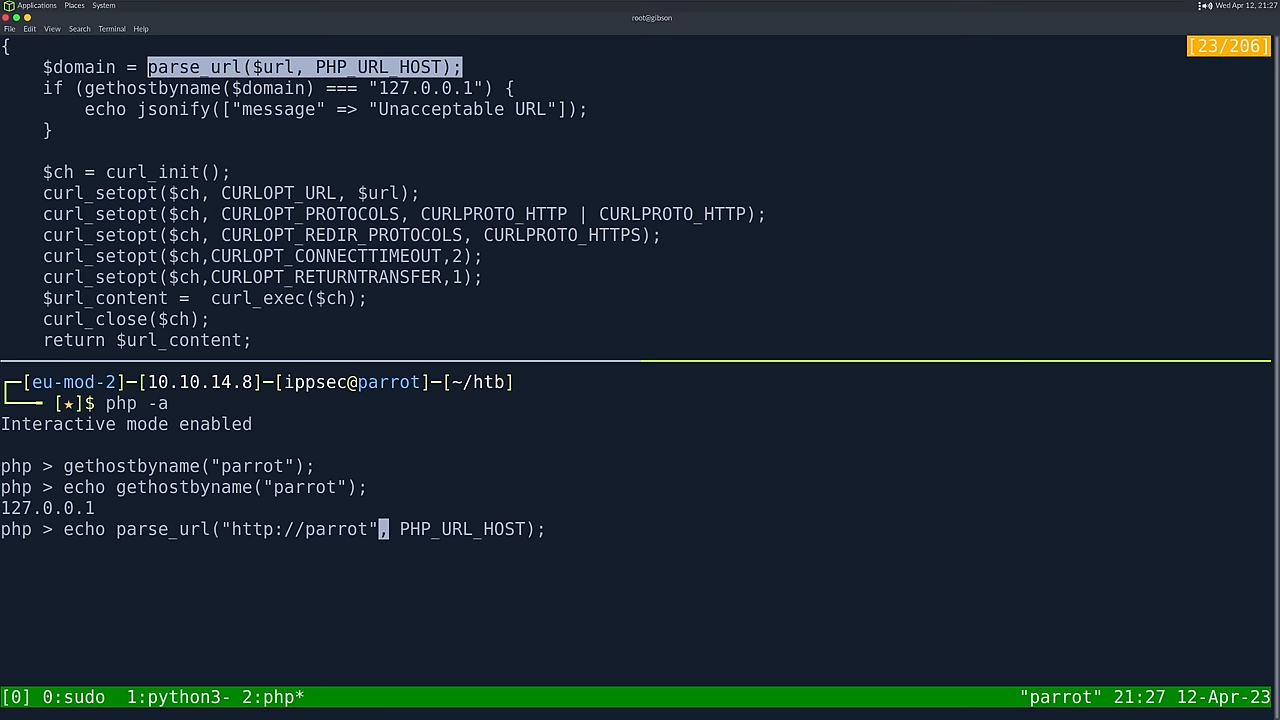 Applications Places System
Wed Apr 12, 21:27
root@gibson
File Edit View Search Terminal Help
{
[23/206]
    $domain = parse_url($url, PHP_URL_HOST);
    if (gethostbyname($domain) === "127.0.0.1") {
        echo jsonify(["message" => "Unacceptable URL"]);
    }
    $ch = curl_init();
    curl_setopt($ch, CURLOPT_URL, $url);
    curl_setopt($ch, CURLOPT_PROTOCOLS, CURLPROTO_HTTP | CURLPROTO_HTTP);
    curl_setopt($ch, CURLOPT_REDIR_PROTOCOLS, CURLPROTO_HTTPS);
    curl_setopt($ch,CURLOPT_CONNECTTIMEOUT,2);
    curl_setopt($ch,CURLOPT_RETURNTRANSFER,1);
    $url_content =  curl_exec($ch);
    curl_close($ch);
    return $url_content;
┌─[eu-mod-2]─[10.10.14.8]─[ippsec@parrot]─[~/htb]
└──╼ [★]$ php -a
Interactive mode enabled
php > gethostbyname("parrot");
php > echo gethostbyname("parrot");
127.0.0.1
php > echo parse_url("http://parrot", PHP_URL_HOST);
[0] 0:sudo  1:python3- 2:php*
"parrot" 21:27 12-Apr-23